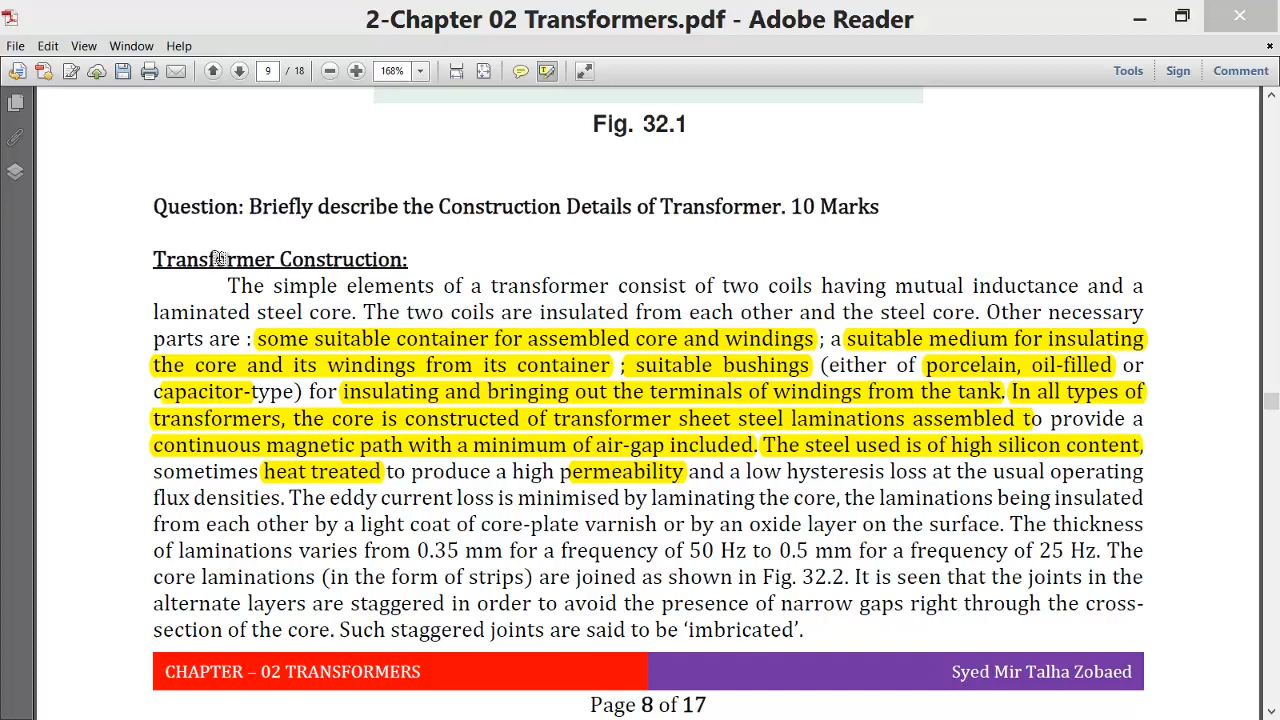 2-Chapter 02 Transformers.pdf - Adobe Reader
File Edit View Window Help
9 / 18 168% Tools Sign Comment
Fig. 32.1
Question: Briefly describe the Construction Details of Transformer. 10 Marks
Transformer Construction:
The simple elements of a transformer consist of two coils having mutual inductance and a
laminated steel core. The two coils are insulated from each other and the steel core. Other necessary
parts are : some suitable container for assembled core and windings ; a suitable medium for insulating
the core and its windings from its container ; suitable bushings (either of porcelain, oil-filled or
capacitor-type) for insulating and bringing out the terminals of windings from the tank. In all types of
transformers, the core is constructed of transformer sheet steel laminations assembled to provide a
continuous magnetic path with a minimum of air-gap included. The steel used is of high silicon content,
sometimes heat treated to produce a high permeability and a low hysteresis loss at the usual operating
flux densities. The eddy current loss is minimised by laminating the core, the laminations being insulated
from each other by a light coat of core-plate varnish or by an oxide layer on the surface. The thickness
of laminations varies from 0.35 mm for a frequency of 50 Hz to 0.5 mm for a frequency of 25 Hz. The
core laminations (in the form of strips) are joined as shown in Fig. 32.2. It is seen that the joints in the
alternate layers are staggered in order to avoid the presence of narrow gaps right through the cross-
section of the core. Such staggered joints are said to be ‘imbricated’.
CHAPTER – 02 TRANSFORMERS Syed Mir Talha Zobaed
Page 8 of 17